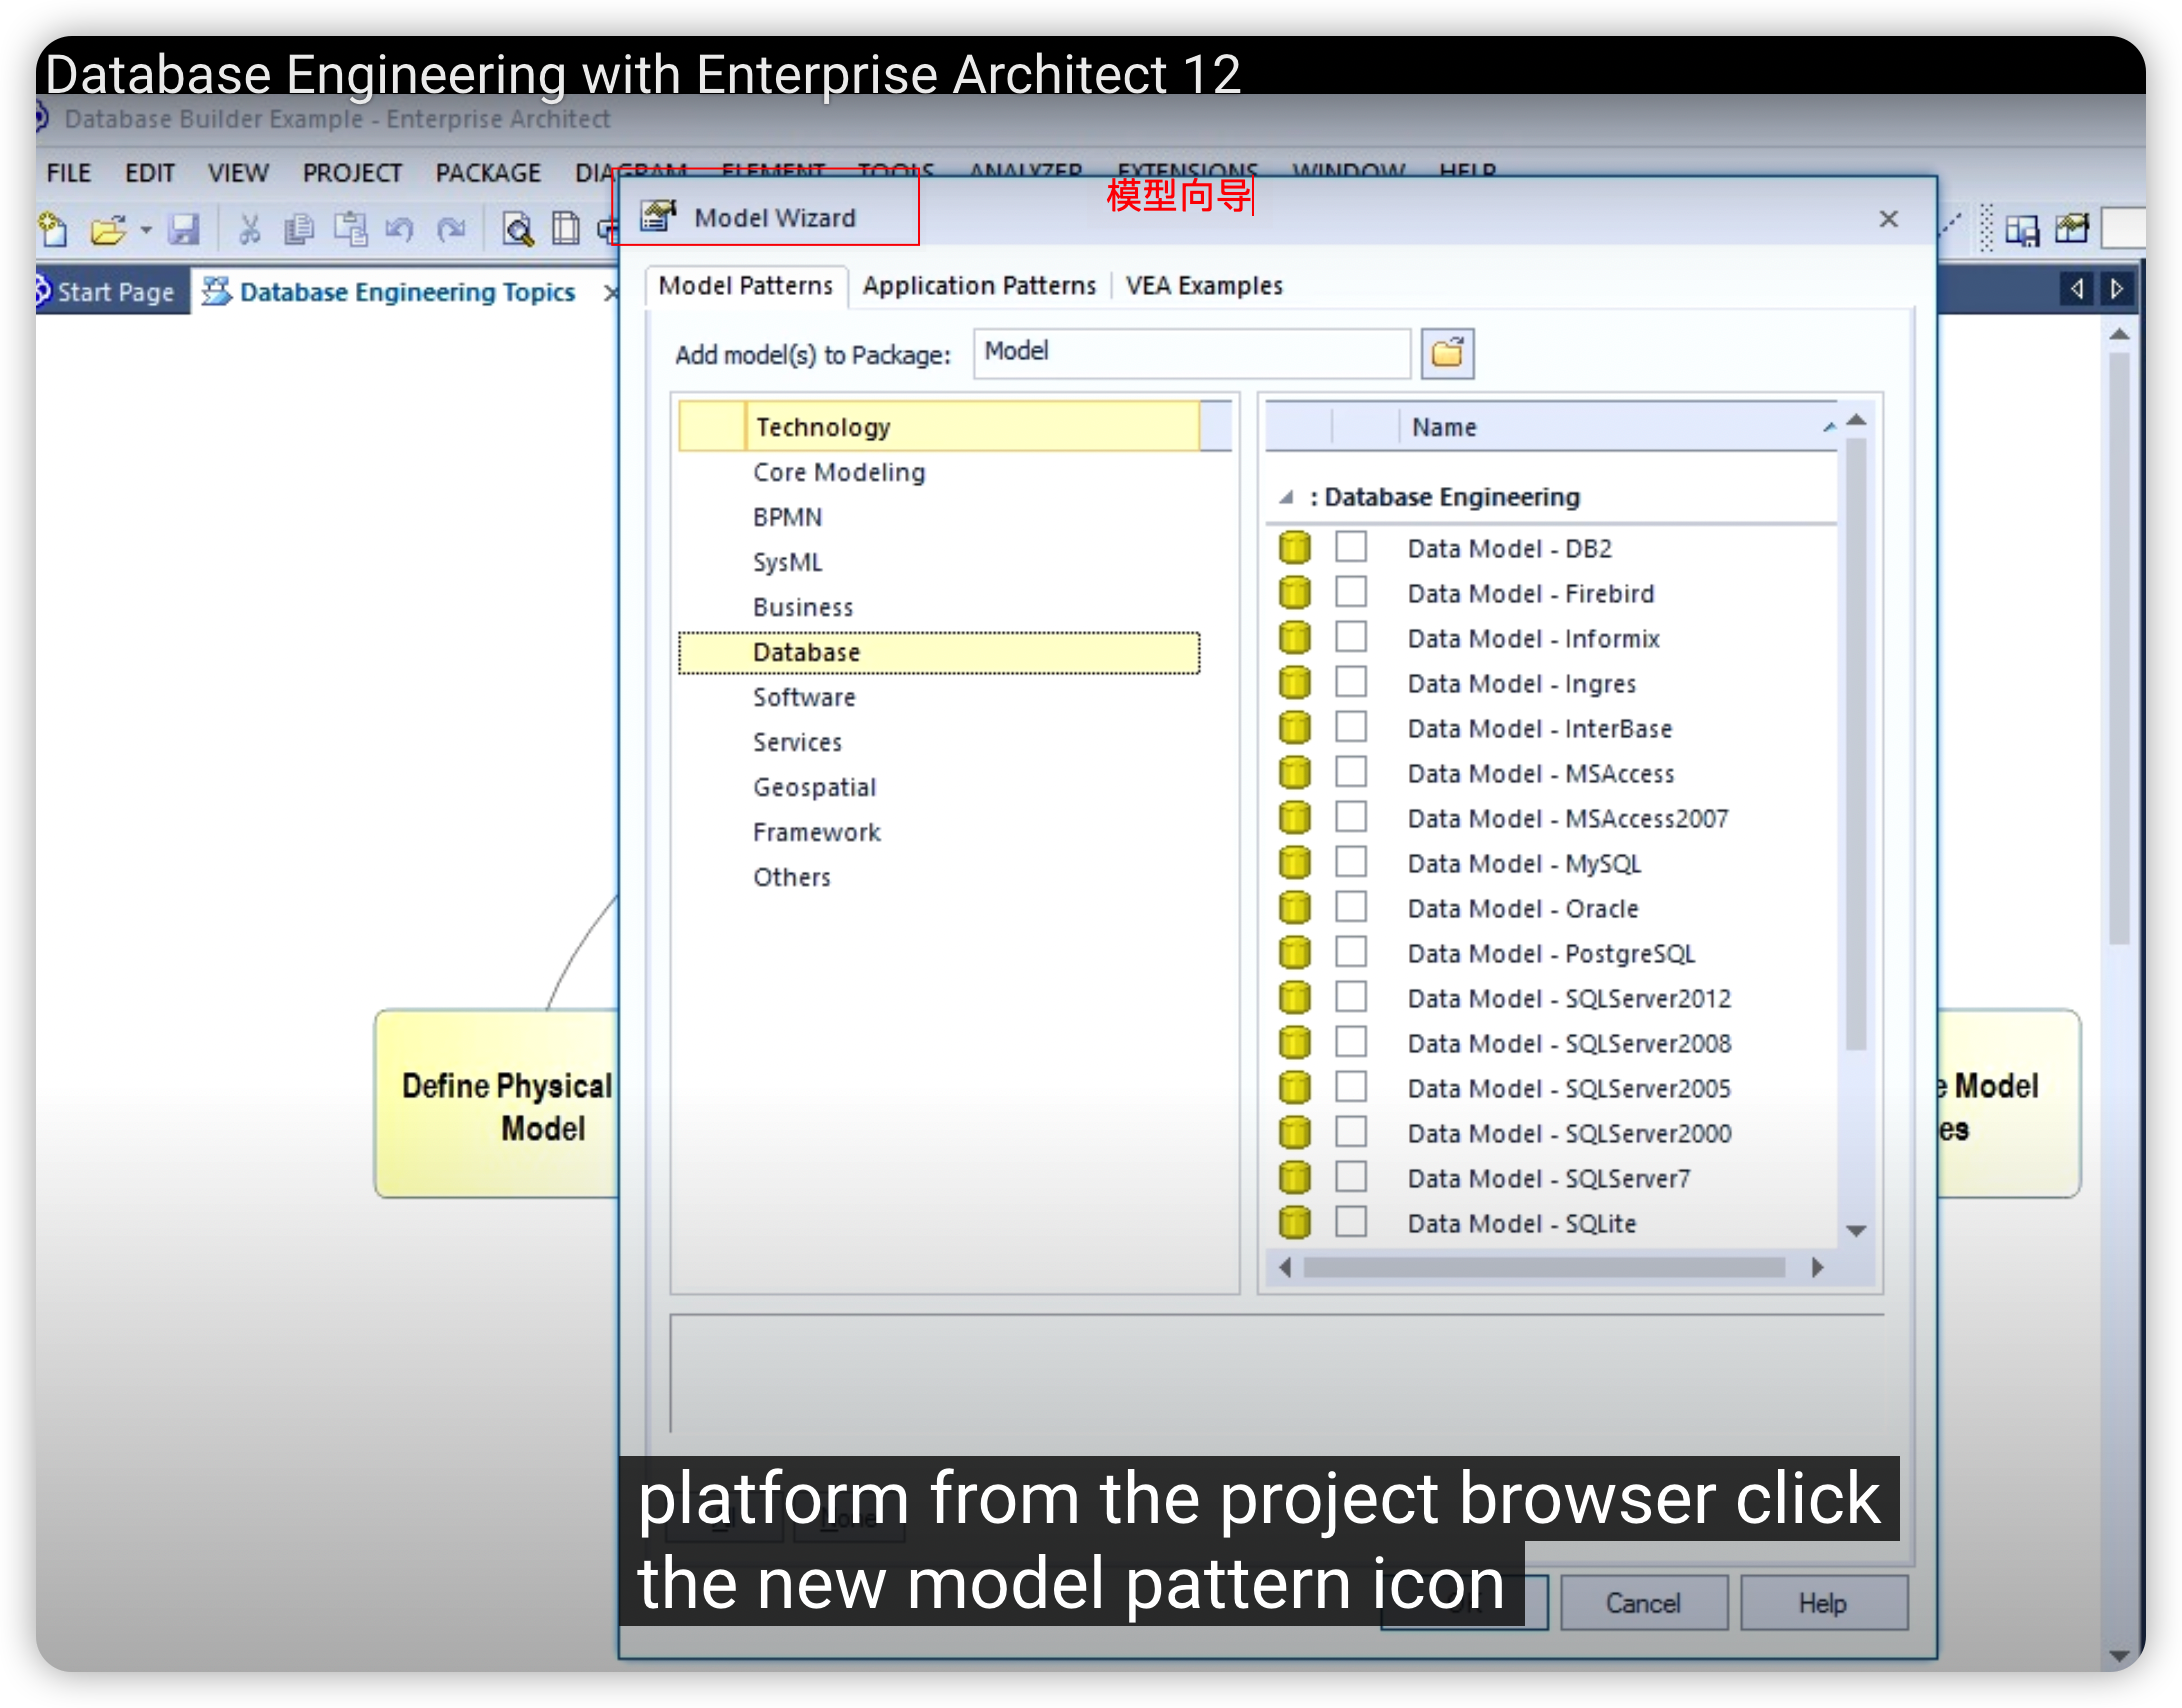 Database Engineering with Enterprise Architect 12
Database Builder Example - Enterprise Architect
FILE EDIT VIEW PROJECT PACKAGE DIAGRAM ELEMENT TOOLS ANALYZER EXTENSIONS WINDOW HELP
Model Wizard
模型向导
Start Page
Database Engineering Topics
Model Patterns
Application Patterns
VEA Examples
Add model(s) to Package:
Model
Technology
Core Modeling
BPMN
SysML
Business
Database
Software
Services
Geospatial
Framework
Others
Name
: Database Engineering
Data Model - DB2
Data Model - Firebird
Data Model - Informix
Data Model - Ingres
Data Model - InterBase
Data Model - MSAccess
Data Model - MSAccess2007
Data Model - MySQL
Data Model - Oracle
Data Model - PostgreSQL
Data Model - SQLServer2012
Data Model - SQLServer2008
Data Model - SQLServer2005
Data Model - SQLServer2000
Data Model - SQLServer7
Data Model - SQLite
Define Physical
Model
Model
es
platform from the project browser click
the new model pattern icon
Cancel
Help